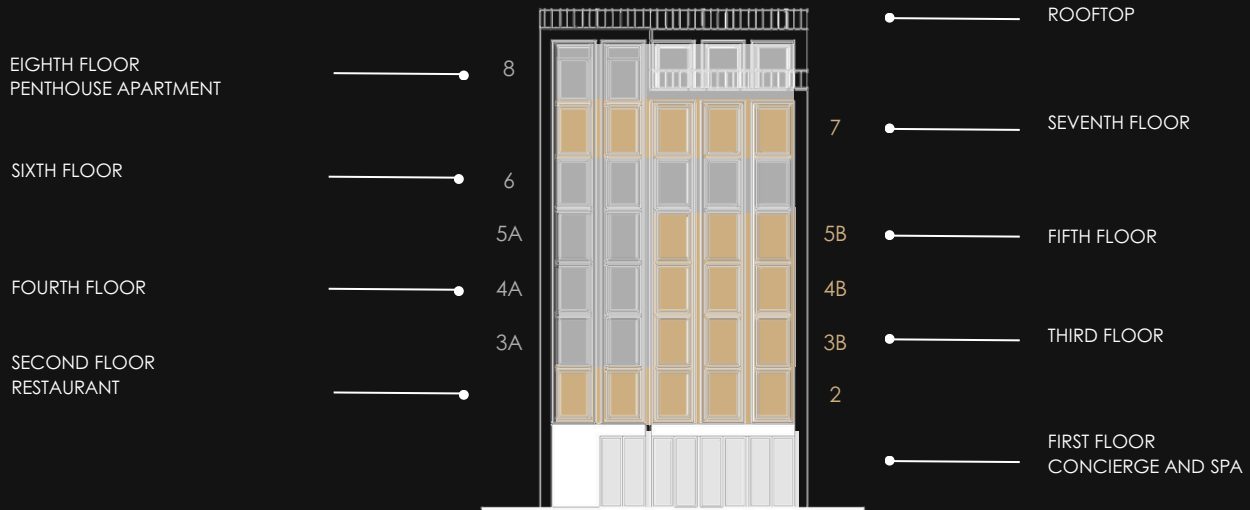 ROOFTOP
EIGHTH FLOOR
PENTHOUSE APARTMENT
8
7
SEVENTH FLOOR
SIXTH FLOOR
6
5A
5B
FIFTH FLOOR
FOURTH FLOOR
4A
4B
3A
3B
THIRD FLOOR
SECOND FLOOR
RESTAURANT
2
FIRST FLOOR
CONCIERGE AND SPA